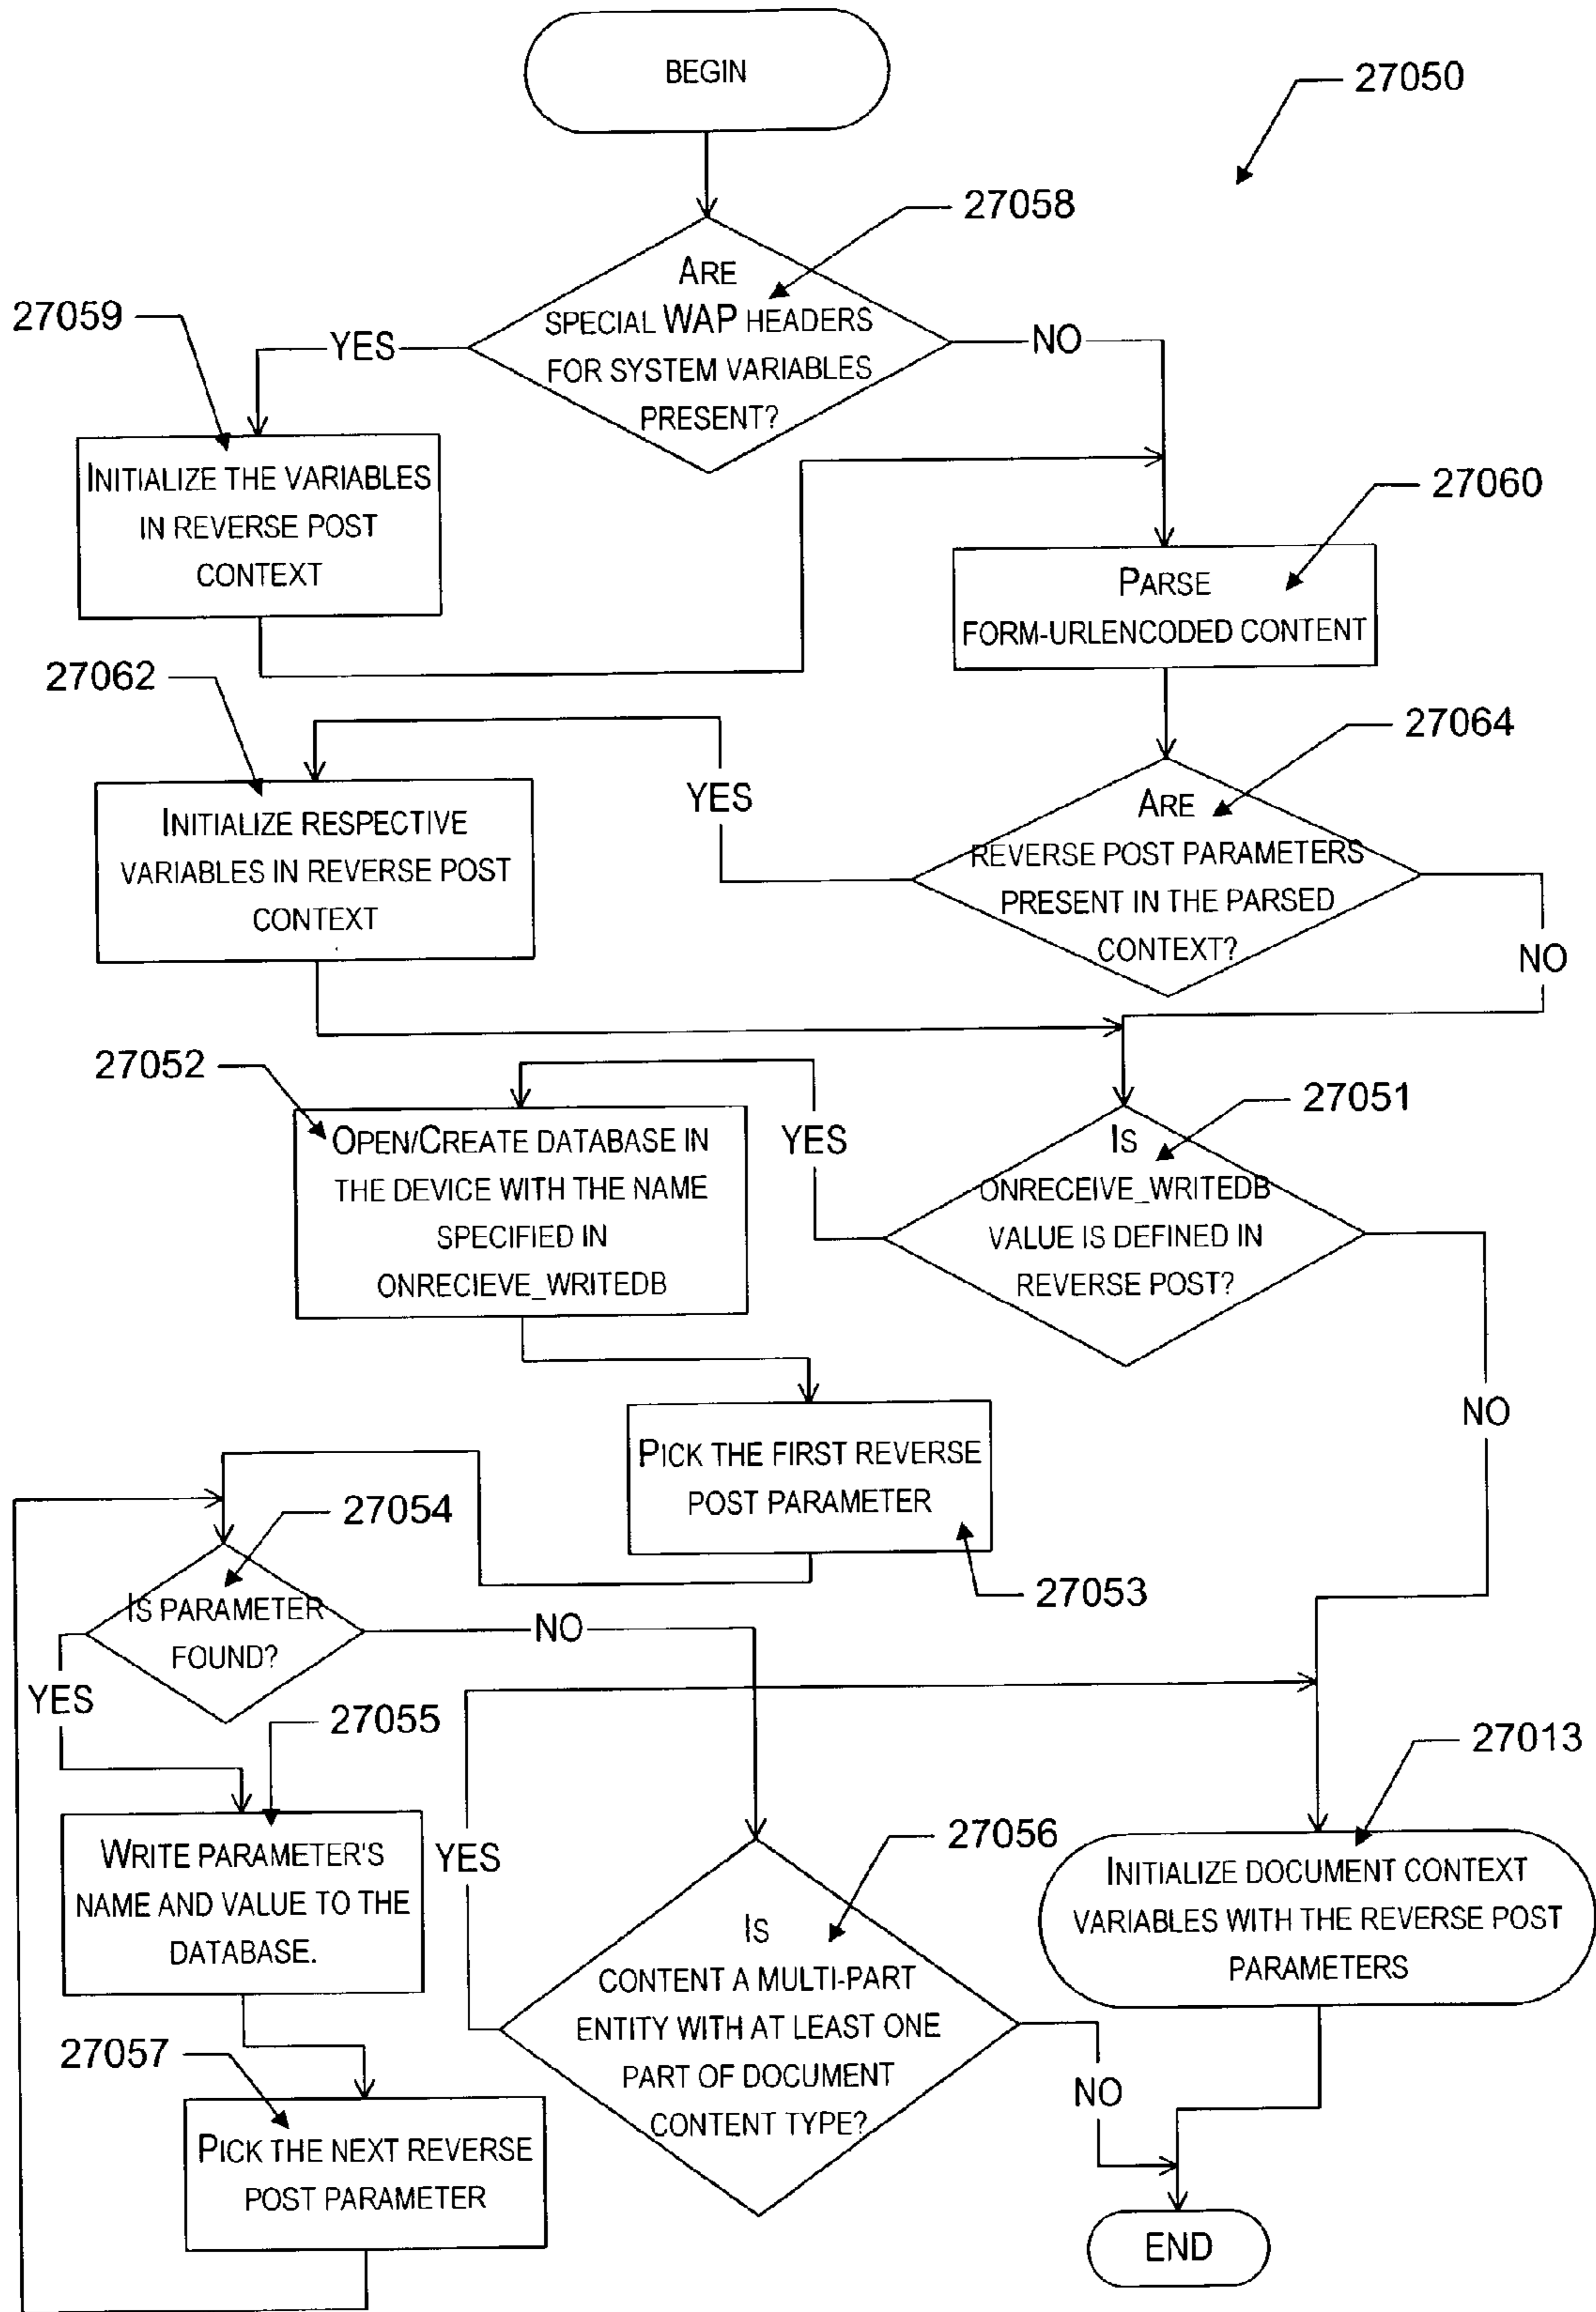 BEGIN
27050
27058
ARE
SPECIAL WAP HEADERS
FOR SYSTEM VARIABLES
PRESENT?
27059
YES
NO
INITIALIZE THE VARIABLES
IN REVERSE POST
CONTEXT
27060
PARSE
FORM-URLENCODED CONTENT
27062
27064
YES
INITIALIZE RESPECTIVE
VARIABLES IN REVERSE POST
CONTEXT
ARE
REVERSE POST PARAMETERS
PRESENT IN THE PARSED
CONTEXT?
NO
27052
27051
YES
OPEN/CREATE DATABASE IN
THE DEVICE WITH THE NAME
SPECIFIED IN
ONRECIEVE_WRITEDB
IS
ONRECEIVE_WRITEDB
VALUE IS DEFINED IN
REVERSE POST?
NO
PICK THE FIRST REVERSE
POST PARAMETER
27053
27054
IS PARAMETER
FOUND?
NO
YES
27055
27013
WRITE PARAMETER'S
NAME AND VALUE TO THE
DATABASE.
YES
27056
IS
CONTENT A MULTI-PART
ENTITY WITH AT LEAST ONE
PART OF DOCUMENT
CONTENT TYPE?
INITIALIZE DOCUMENT CONTEXT
VARIABLES WITH THE REVERSE POST
PARAMETERS
27057
NO
PICK THE NEXT REVERSE
POST PARAMETER
END